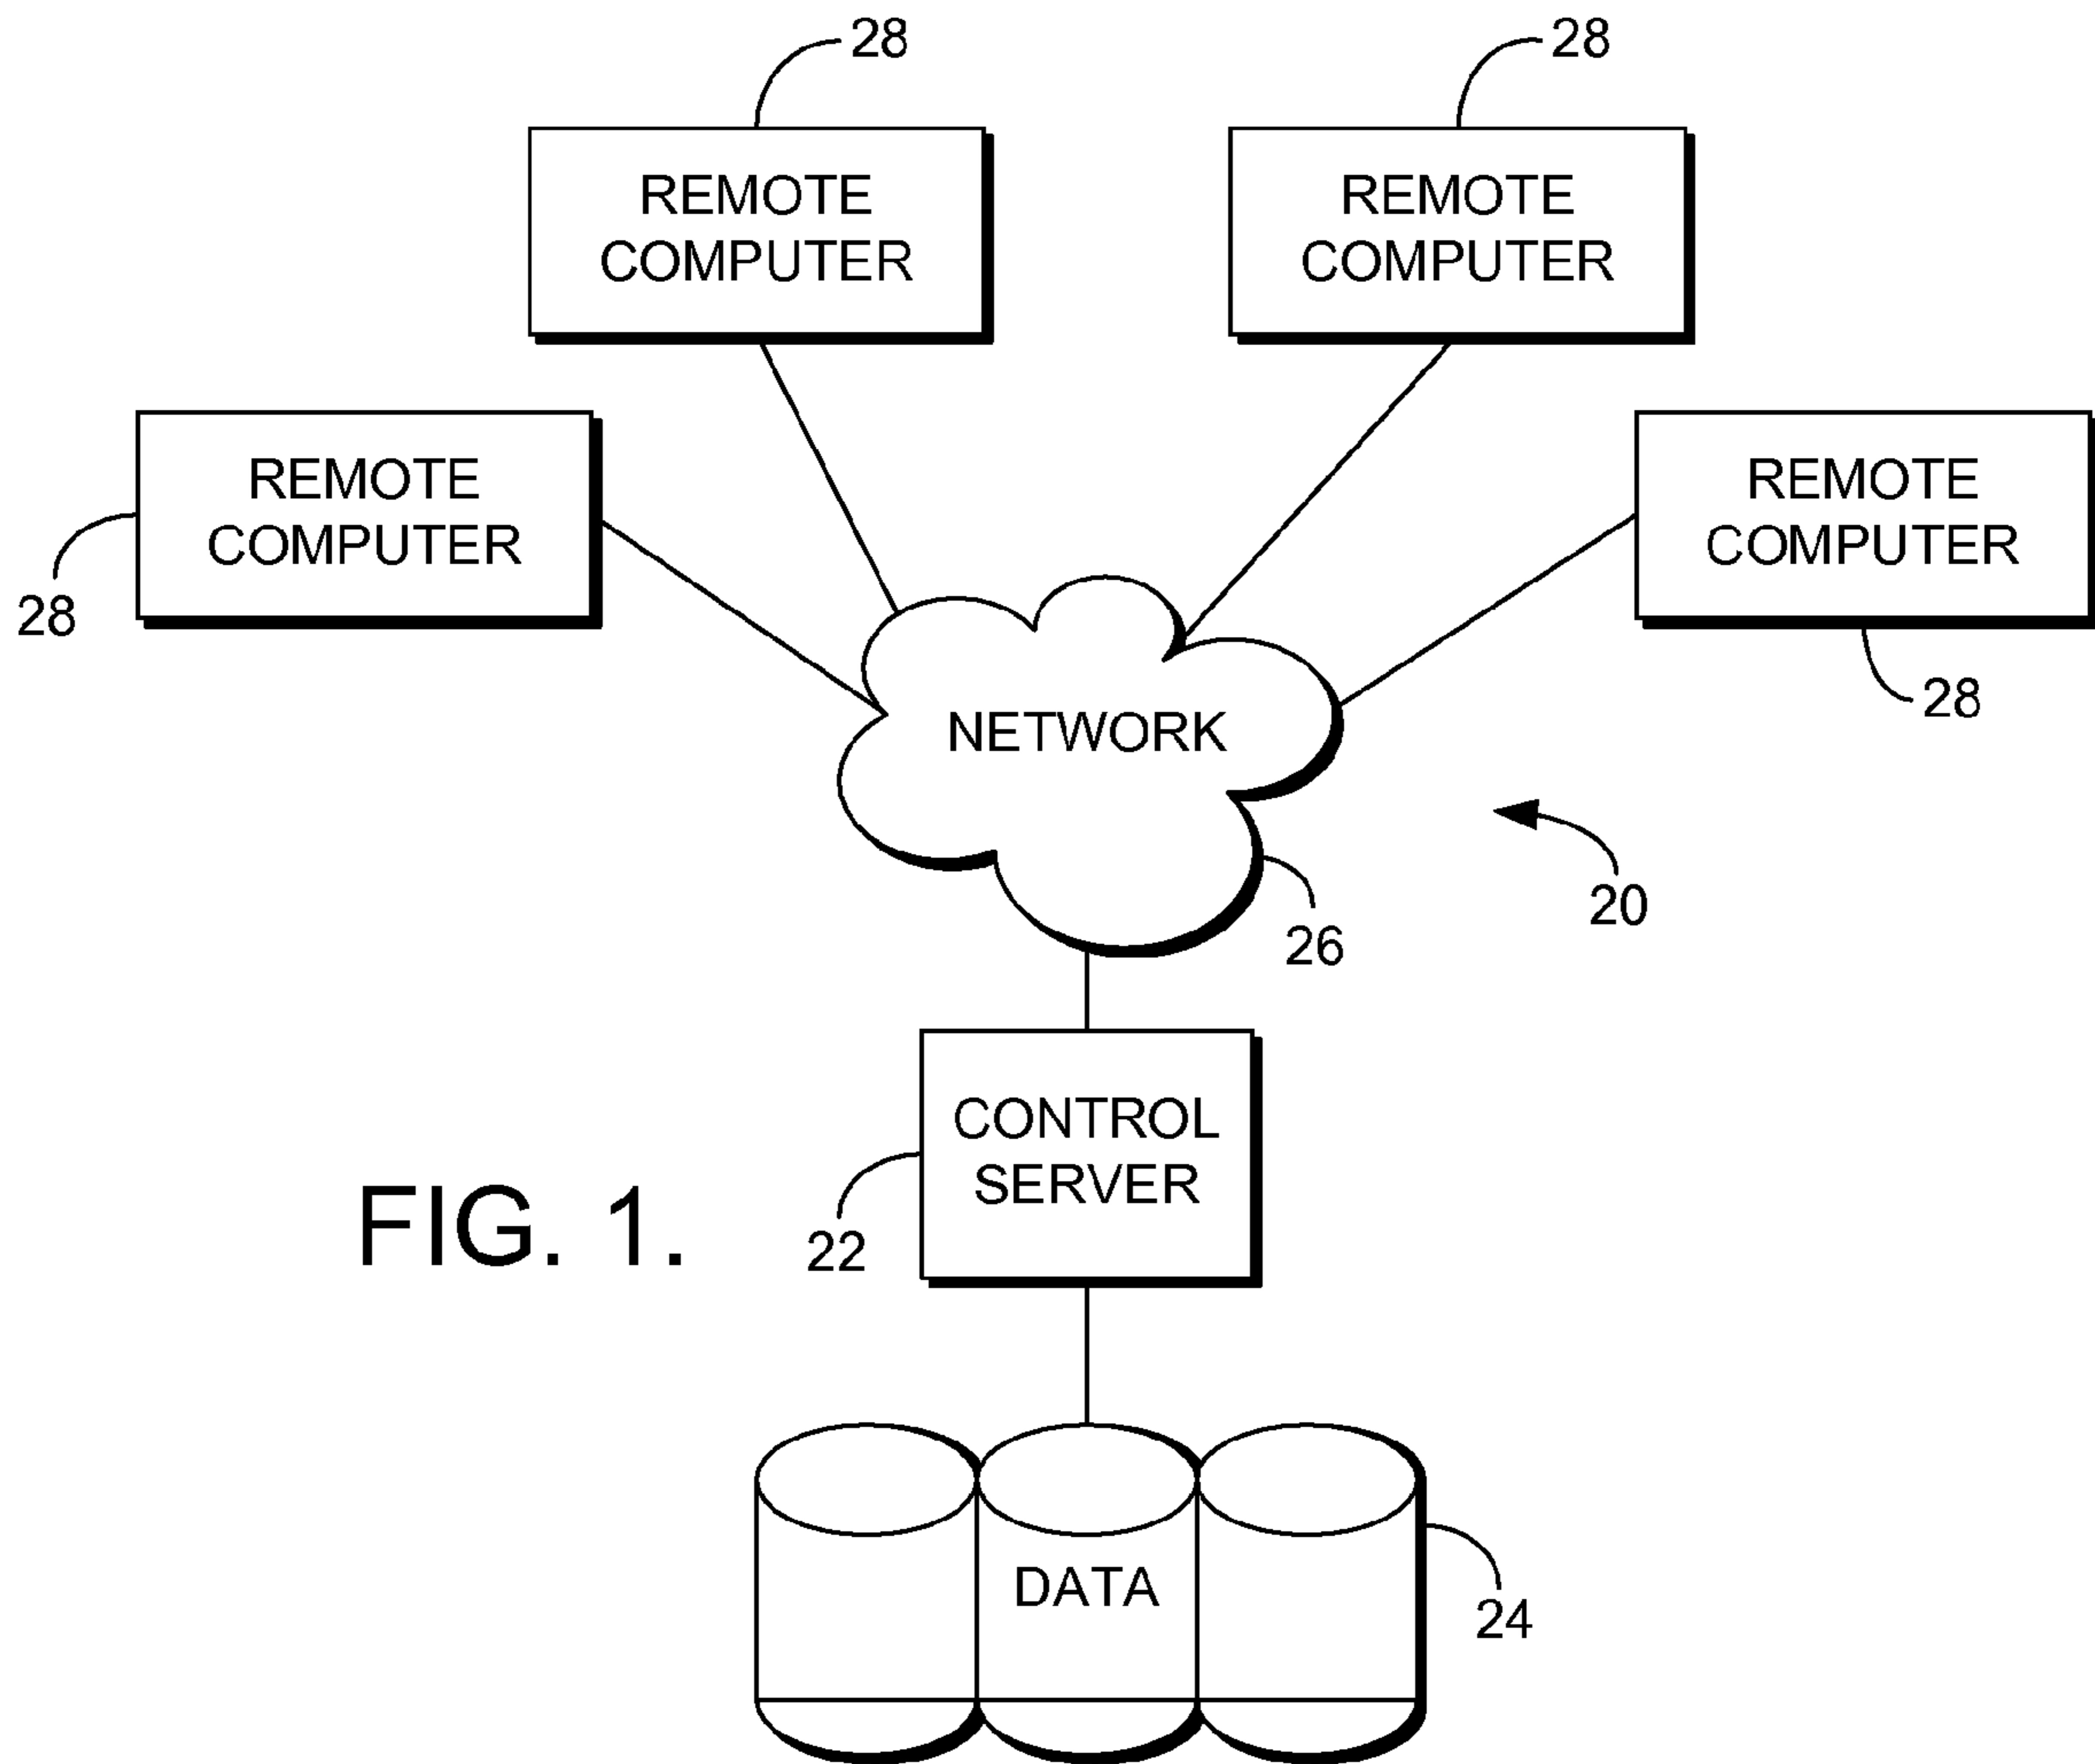 28
28
REMOTE
COMPUTER
REMOTE
COMPUTER
REMOTE
COMPUTER
REMOTE
COMPUTER
28
28
NETWORK
20
26
CONTROL
SERVER
22
FIG. 1.
DATA
24